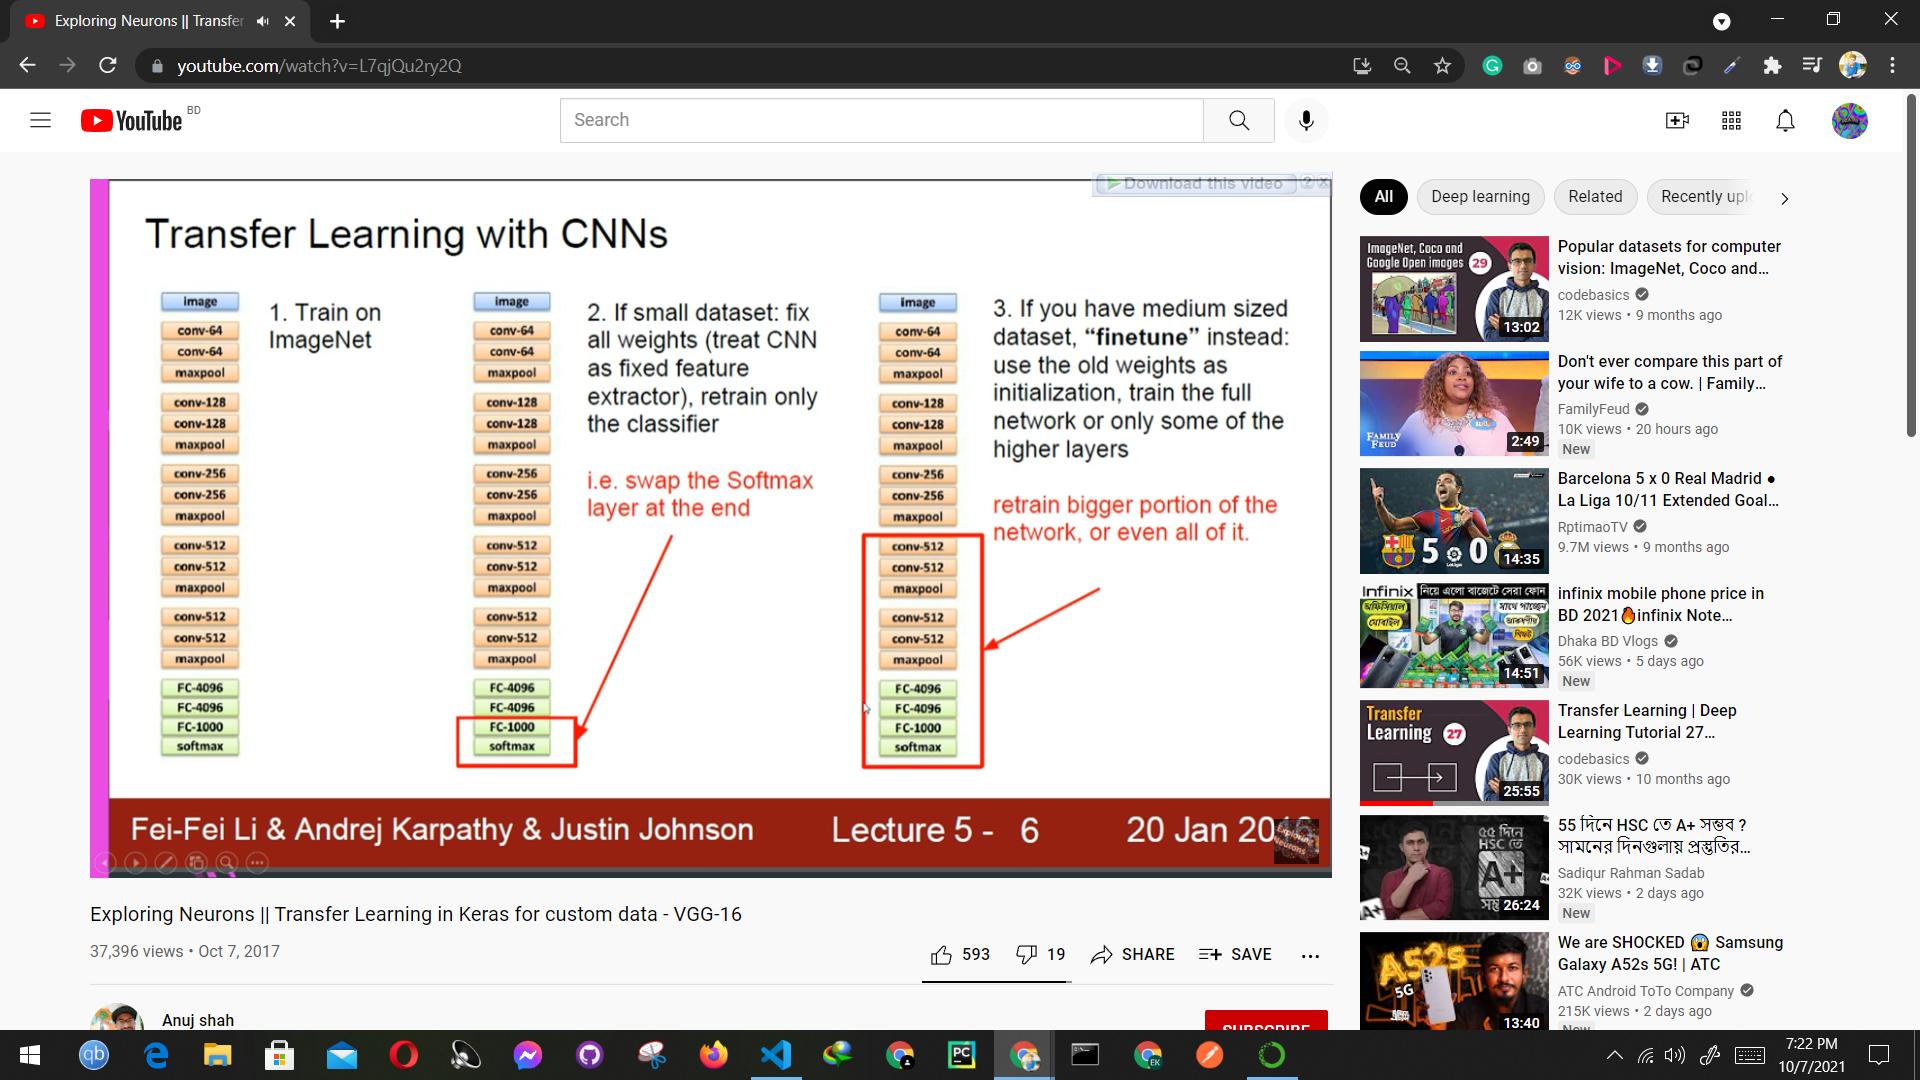 Exploring Neurons || Transfer
youtube.com/watch?v=L7qjQu2ry2Q
YouTube BD
Search
Download this video
Transfer Learning with CNNs
image
conv-64
conv-64
maxpool
conv-128
conv-128
maxpool
conv-256
conv-256
maxpool
conv-512
conv-512
maxpool
conv-512
conv-512
maxpool
FC-4096
FC-4096
FC-1000
softmax
1. Train on
ImageNet
image
conv-64
conv-64
maxpool
conv-128
conv-128
maxpool
conv-256
conv-256
maxpool
conv-512
conv-512
maxpool
conv-512
conv-512
maxpool
FC-4096
FC-4096
FC-1000
softmax
2. If small dataset: fix
all weights (treat CNN
as fixed feature
extractor), retrain only
the classifier
i.e. swap the Softmax
layer at the end
image
conv-64
conv-64
maxpool
conv-128
conv-128
maxpool
conv-256
conv-256
maxpool
conv-512
conv-512
maxpool
conv-512
conv-512
maxpool
FC-4096
FC-4096
FC-1000
softmax
3. If you have medium sized
dataset, “finetune” instead:
use the old weights as
initialization, train the full
network or only some of the
higher layers
retrain bigger portion of the
network, or even all of it.
Fei-Fei Li & Andrej Karpathy & Justin Johnson
Lecture 5 - 6
20 Jan
Exploring Neurons
Exploring Neurons || Transfer Learning in Keras for custom data - VGG-16
37,396 views • Oct 7, 2017
593
19
SHARE
SAVE
Anuj shah
SUBSCRIBE
All
Deep learning
Related
Recently uplo
ImageNet, Coco and
Google Open images
29
13:02
Popular datasets for computer
vision: ImageNet, Coco and...
codebasics
12K views • 9 months ago
FAMILY
FEUD
2:49
Don't ever compare this part of
your wife to a cow. | Family...
FamilyFeud
10K views • 20 hours ago
New
5 0
14:35
Barcelona 5 x 0 Real Madrid ●
La Liga 10/11 Extended Goal...
RptimaoTV
9.7M views • 9 months ago
Infinix নিয়ে এলো বাজেটে সেরা ফোন
14:51
infinix mobile phone price in
BD 2021🔥infinix Note...
Dhaka BD Vlogs
56K views • 5 days ago
New
Transfer
Learning
27
25:55
Transfer Learning | Deep
Learning Tutorial 27...
codebasics
30K views • 10 months ago
৫৫ দিনে
HSC তে
A+
26:24
55 দিনে HSC তে A+ সম্ভব ?
সামনের দিনগুলায় প্রস্তুতির...
Sadiqur Rahman Sadab
32K views • 2 days ago
New
A52s
5G
13:40
We are SHOCKED 😱 Samsung
Galaxy A52s 5G! | ATC
ATC Android ToTo Company
215K views • 2 days ago
New
7:22 PM
10/7/2021